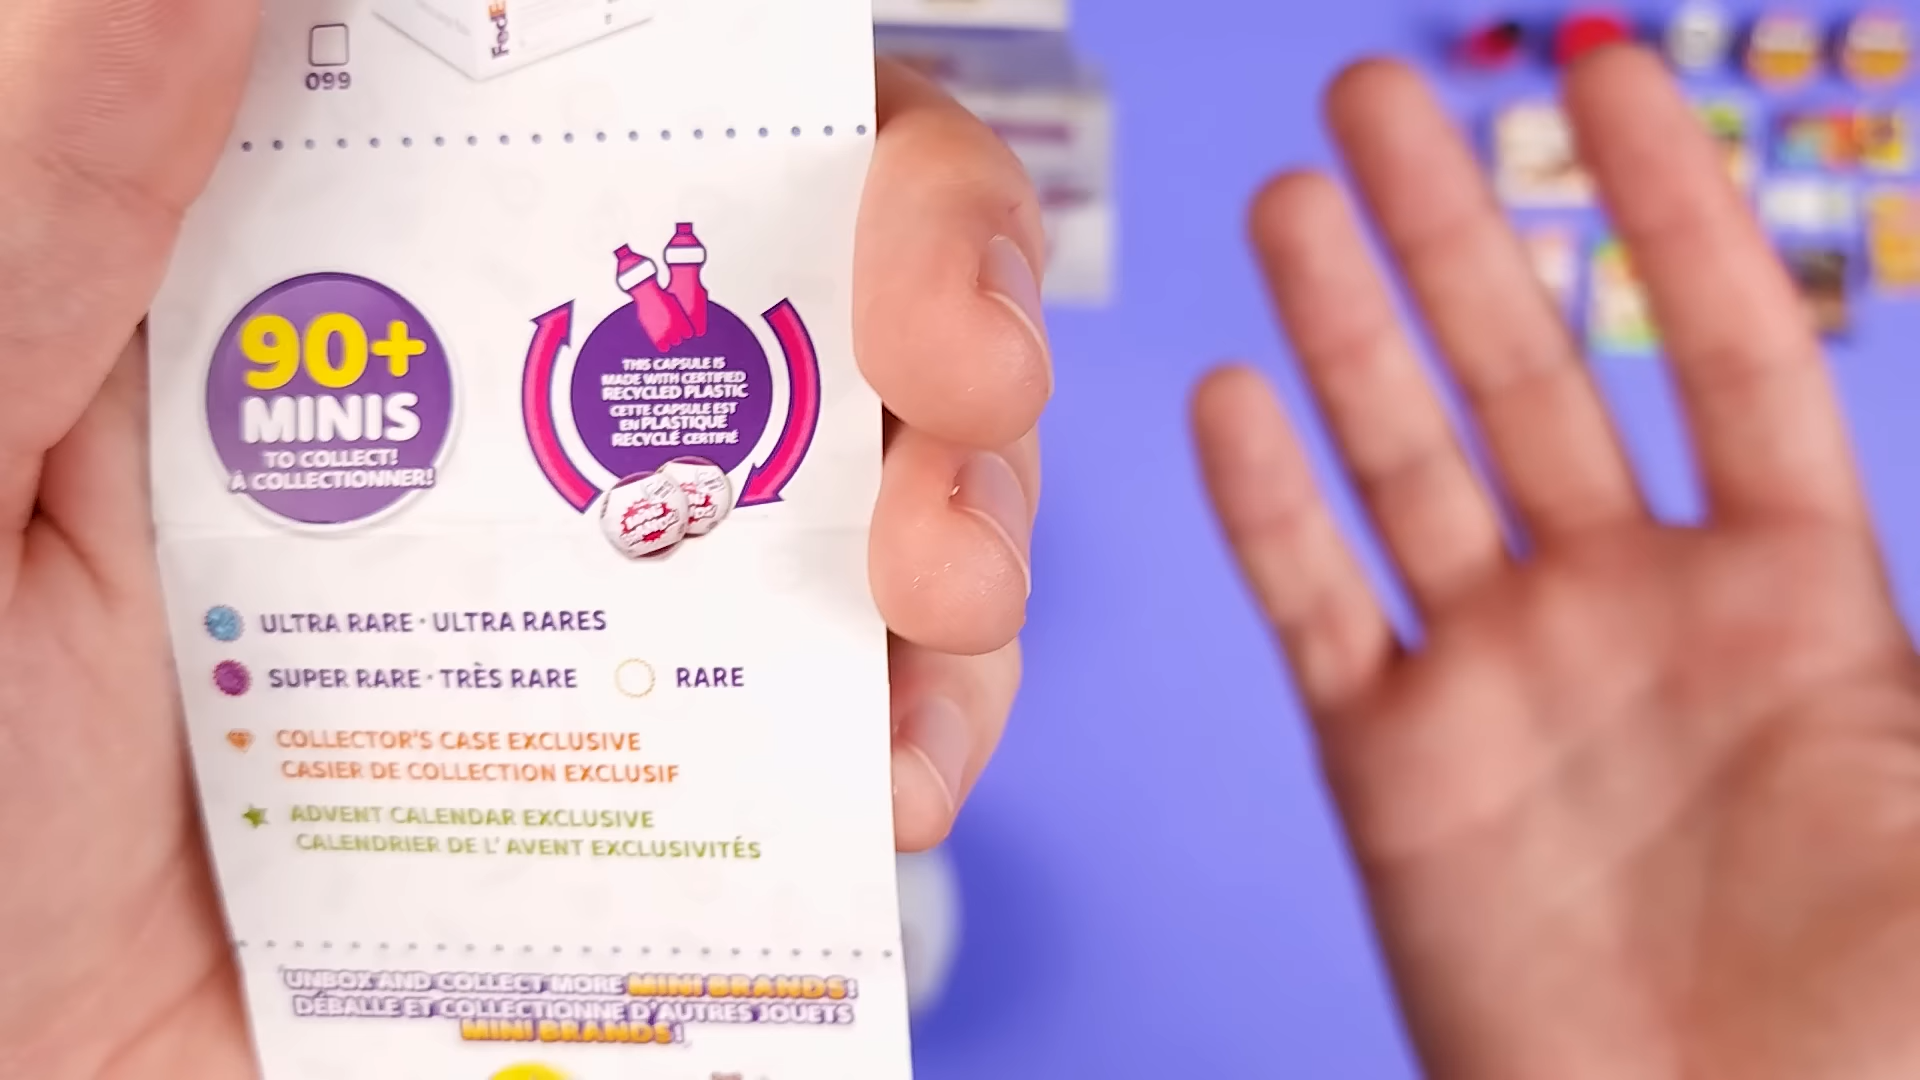 FedE
099
90+
MINIS
TO COLLECT!
À COLLECTIONNER!
THIS CAPSULE IS
MADE WITH CERTIFIED
RECYCLED PLASTIC
CETTE CAPSULE EST
EN PLASTIQUE
RECYCLÉ CERTIFIÉ
ULTRA RARE · ULTRA RARES
SUPER RARE · TRÈS RARE
RARE
COLLECTOR'S CASE EXCLUSIVE
CASIER DE COLLECTION EXCLUSIF
ADVENT CALENDAR EXCLUSIVE
CALENDRIER DE L'AVENT EXCLUSIVITÉS
UNBOX AND COLLECT MORE MINI BRANDS!
DÉBALLE ET COLLECTIONNE D'AUTRES JOUETS
MINI BRANDS!